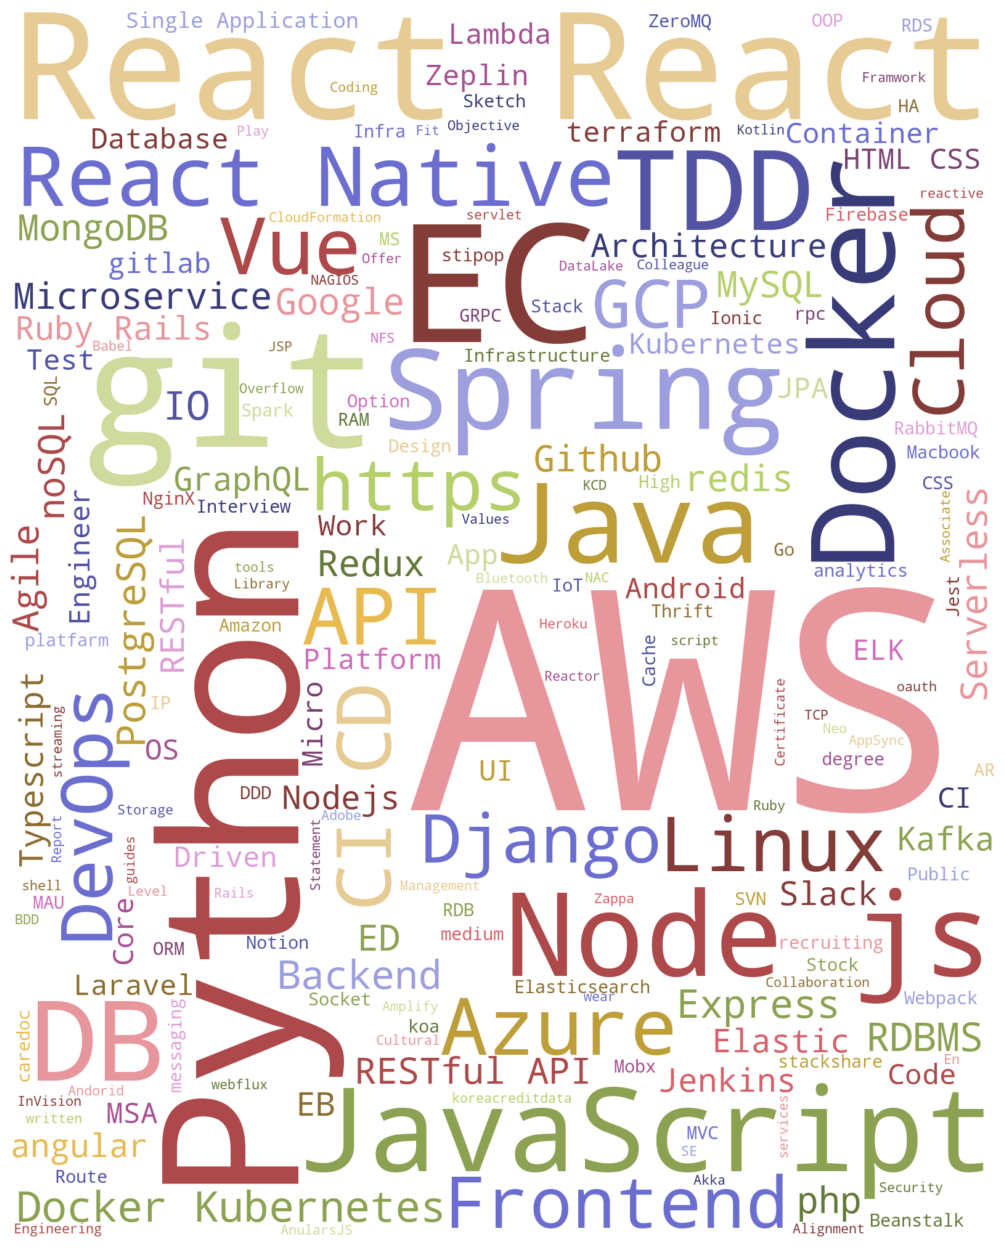 React React
Single Application
Lambda
ZeroMQ
OOP
RDS
Zeplin
Coding
Sketch
Framwork
HA
Database
Play
Infra
Fit
Objective
terraform
Kotlin
Container
React Native
TDD
HTML CSS
reactive
MongoDB
CloudFormation
servlet
Firebase
gitlab
Vue
MS
Offer
EC
stipop
Architecture
DataLake
Colleague
Docker
Cloud
Microservice
NAGIOS
Google
GRPC
Stack
GCP
MySQL
Ionic
rpc
Ruby Rails
Babel
JSP
NFS
Infrastructure
Kubernetes
Test
git
Spring
JPA
SQL
IO
Overflow
Spark
Option
RAM
RabbitMQ
noSQL
Design
Github
Macbook
GraphQL
https
KCD
High
redis
CSS
NginX
Interview
Values
Java
Associate
Serverless
Agile
Engineer
PostgreSQL
RESTful
Python
Work
Redux
App
Go
analytics
tools
Library
Bluetooth
IoT
NAC
Android
Jest
API
AWS
Thrift
platfarm
Amazon
Heroku
script
Platform
Cache
ELK
Reactor
oauth
Typescript
streaming
DevOps
IP
Micro
CI CD
Certificate
TCP
Neo
AppSync
OS
UI
degree
AR
DDD
Nodejs
Storage
Adobe
Ruby
CI
Report
guides
Django
Linux
Kafka
Driven
Statement
Public
shell
MAU
BDD
Level
Rails
Management
Zappa
SVN
Slack
Core
ORM
Notion
ED
RDB
medium
Node js
recruiting
Stock
Laravel
Backend
Elasticsearch
Collaboration
DB
caredoc
messaging
Socket
Amplify
koa
Cultural
Azure
wear
Express
Webpack
Elastic
RDBMS
stackshare
En
Andorid
webflux
RESTful API
Mobx
Jenkins
Code
InVision
written
MSA
EB
koreacreditdata
JavaScript
services
angular
MVC
SE
Route
Akka
Security
Docker Kubernetes
Frontend
php
Beanstalk
Engineering
AnularsJS
Alignment